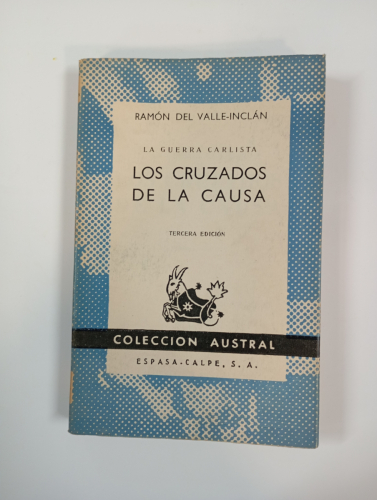 RAMÓN DEL VALLE-INCLÁN
LA GUERRA CARLISTA
LOS CRUZADOS
DE LA CAUSA
TERCERA EDICIÓN
COLECCION AUSTRAL
ESPASA-CALPE, S. A.